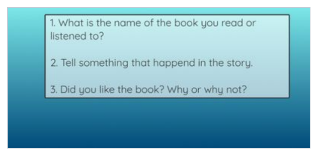 1. What is the name of the book you read or
listened to?
2. Tell something that happend in the story.
3. Did you like the book? Why or why not?